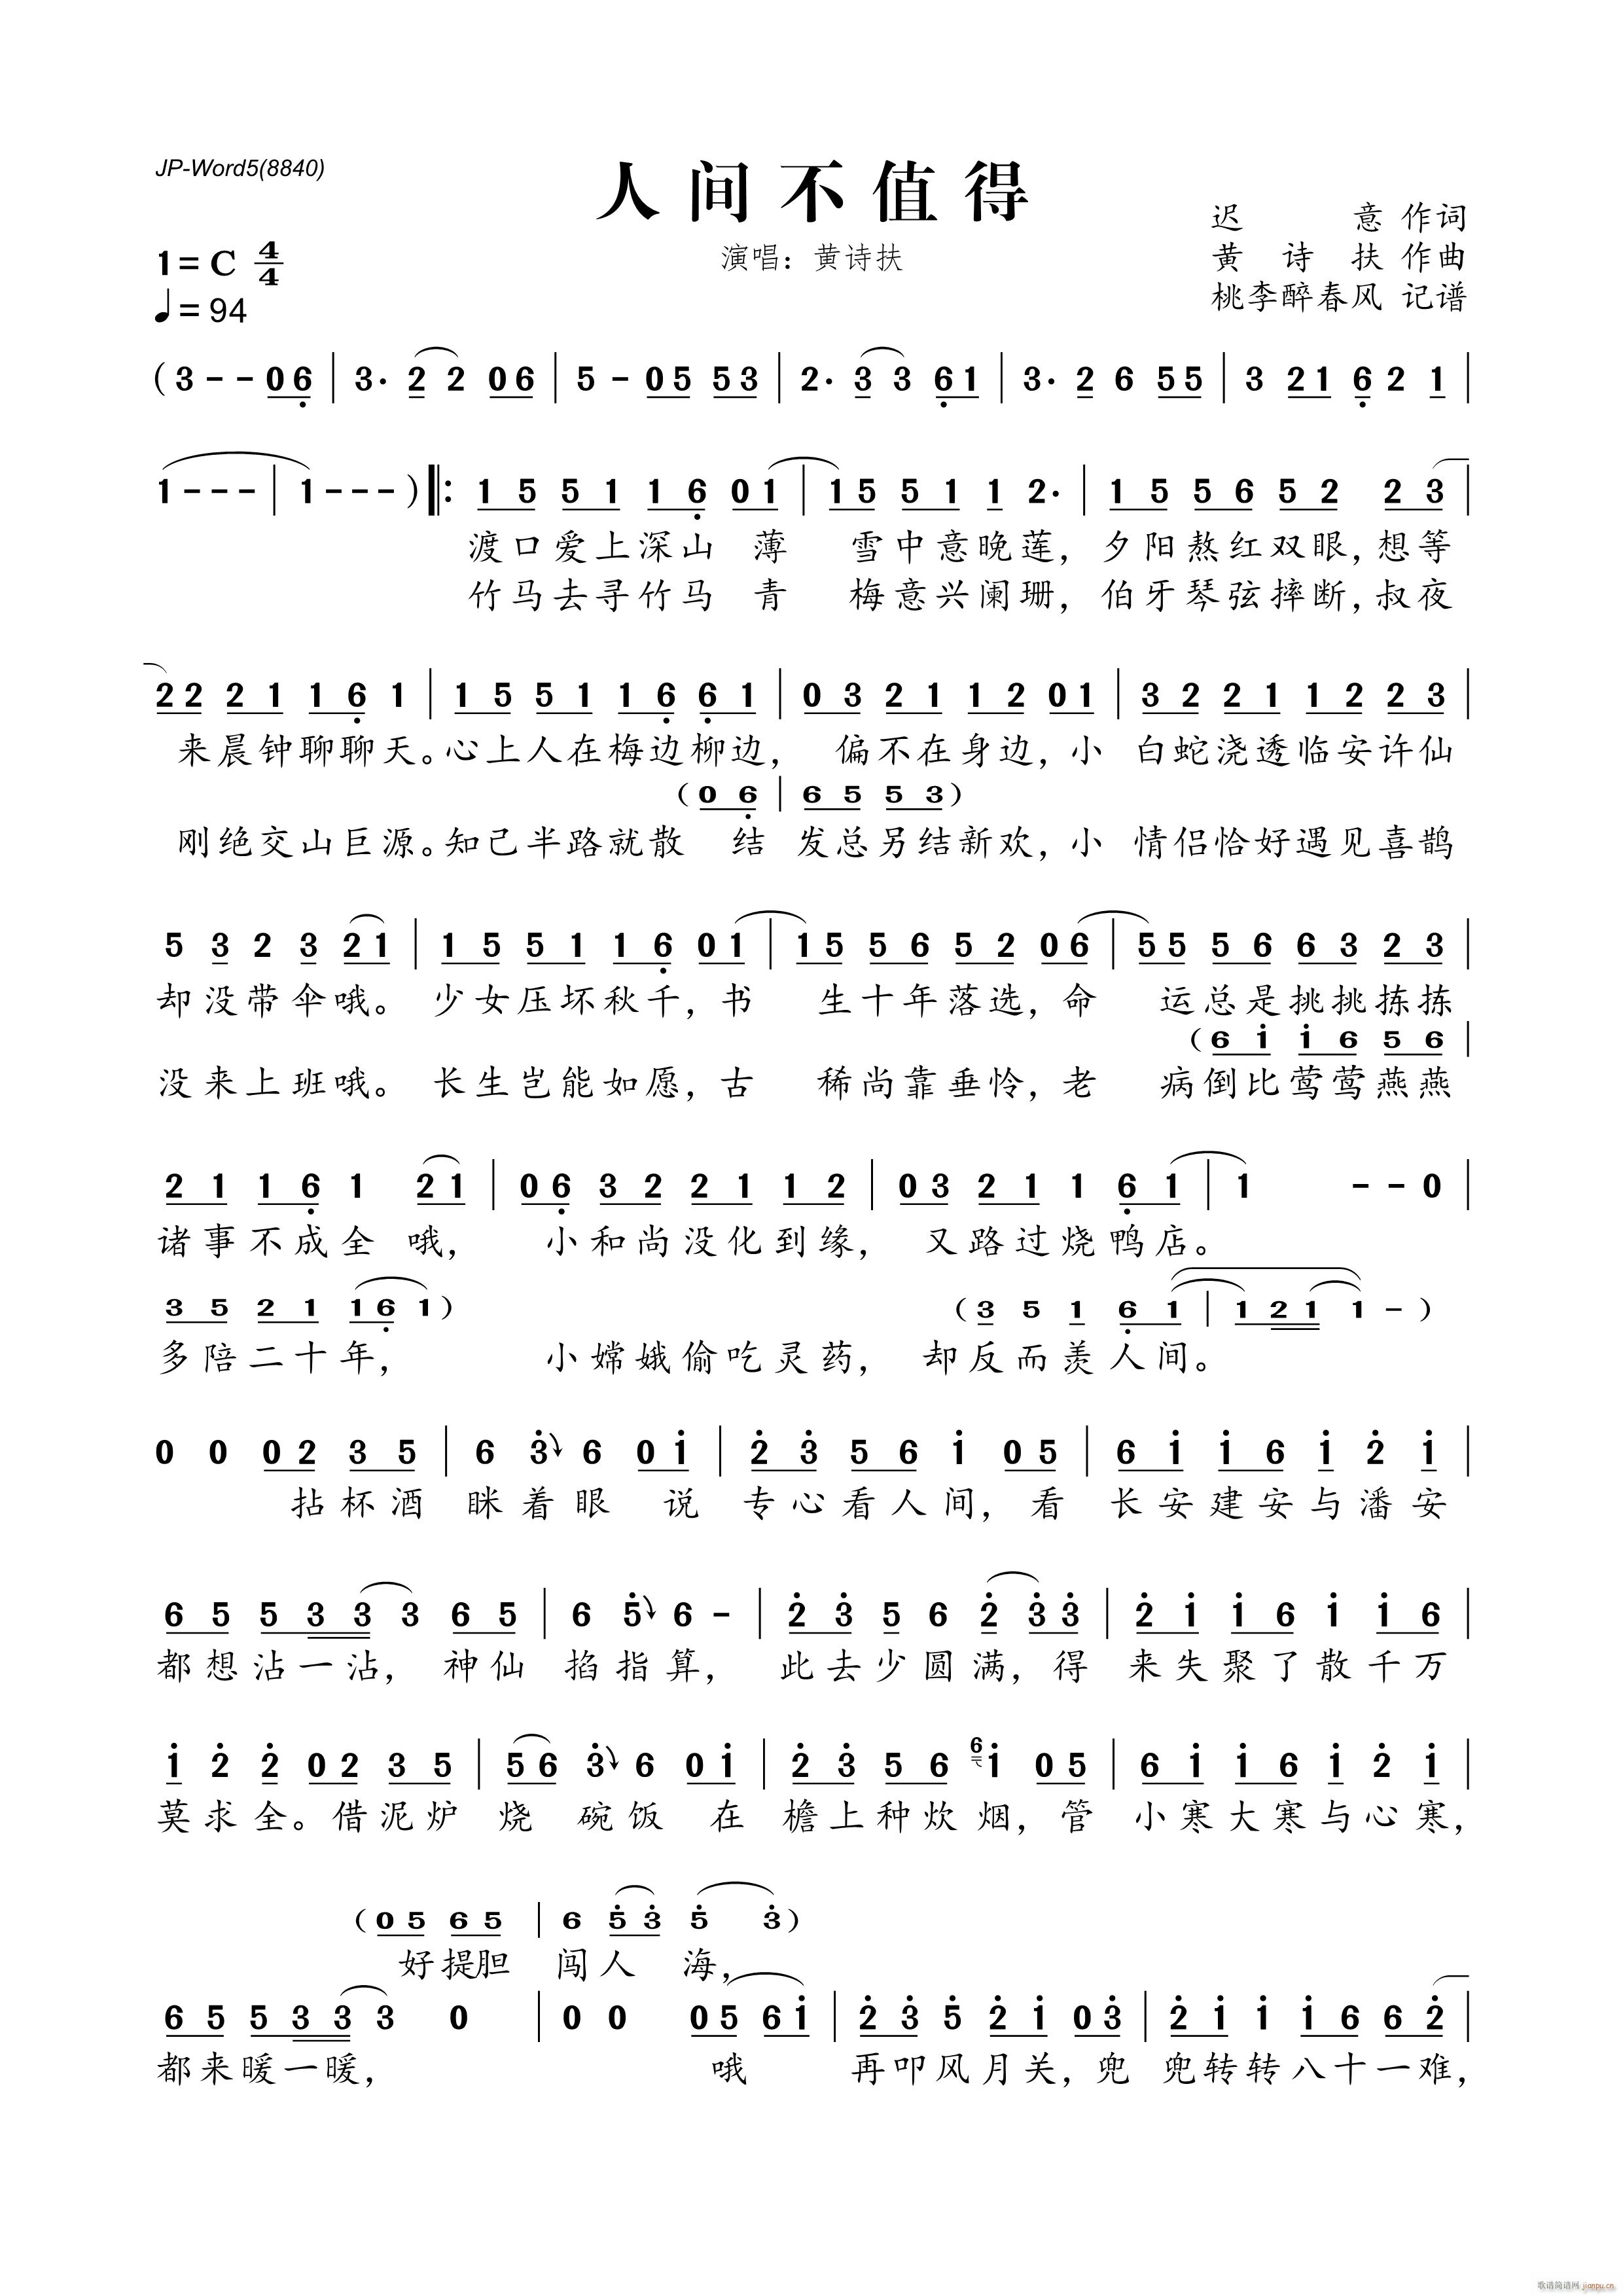 JP-Word5(8840)
人间不值得
迟意 作词
1=C 4/4
演唱：黄诗扶
黄诗扶 作曲
♩=94
桃李醉春风 记谱
(3 - - 0 6 | 3· 2 2 0 6 | 5 - 0 5 5 3 | 2· 3 3 6 1 | 3· 2 6 5 5 | 3 2 1 6 2 1 |
1 - - - | 1 - - - ) ‖: 1 5 5 1 1 6 0 1 | 1 5 5 1 1 2· | 1 5 5 6 5 2 2 3 |
渡口爱上深山 薄 雪中意晚莲，夕阳熬红双眼，想等
竹马去寻竹马 青 梅意兴阑珊，伯牙琴弦摔断，叔夜
2 2 2 1 1 6 1 | 1 5 5 1 1 6 6 1 | 0 3 2 1 1 2 0 1 | 3 2 2 1 1 2 2 3 |
来晨钟聊聊天。心上人在梅边柳边， 偏不在身边，小 白蛇浇透临安许仙
(0 6 | 6 5 5 3)
刚绝交山巨源。知己半路就散 结 发总另结新欢，小 情侣恰好遇见喜鹊
5 3 2 3 2 1 | 1 5 5 1 1 6 0 1 | 1 5 5 6 5 2 0 6 | 5 5 5 6 6 3 2 3 |
却没带伞哦。 少女压坏秋千，书 生十年落选，命 运总是挑挑拣拣
(6 i i 6 5 6 |
没来上班哦。 长生岂能如愿，古 稀尚靠垂怜，老 病倒比莺莺燕燕
2 1 1 6 1 2 1 | 0 6 3 2 2 1 1 2 | 0 3 2 1 1 6 1 | 1 - - 0 |
诸事不成全 哦， 小和尚没化到缘， 又路过烧鸭店。
3 5 2 1 1 6 1) (3 5 1 6 1 | 1 2 1 1 - )
多陪二十年， 小嫦娥偷吃灵药， 却反而羡人间。
0 0 0 2 3 5 | 6 3 6 0 i | 2 3 5 6 i 0 5 | 6 i i 6 i 2 i |
拈杯酒 眯着眼 说 专心看人间，看 长安建安与潘安
6 5 5 3 3 3 6 5 | 6 5 6 - | 2 3 5 6 2 3 3 | 2 i i 6 i i 6 |
都想沾一沾， 神仙 掐指算， 此去少圆满，得 来失聚了散千万
i 2 2 0 2 3 5 | 5 6 3 6 0 i | 2 3 5 6 6 i 0 5 | 6 i i 6 i 2 i |
莫求全。借泥炉 烧 碗饭 在 檐上种炊烟，管 小寒大寒与心寒，
(0 5 6 5 | 6 5 3 5 3)
好提胆 闯人 海，
6 5 5 3 3 3 0 | 0 0 0 5 6 i | 2 3 5 2 i 0 3 | 2 i i i 6 6 2 |
都来暖一暖， 哦 再叩风月关，兜 兜转转八十一难，
歌谱简谱网 jianpu.cn